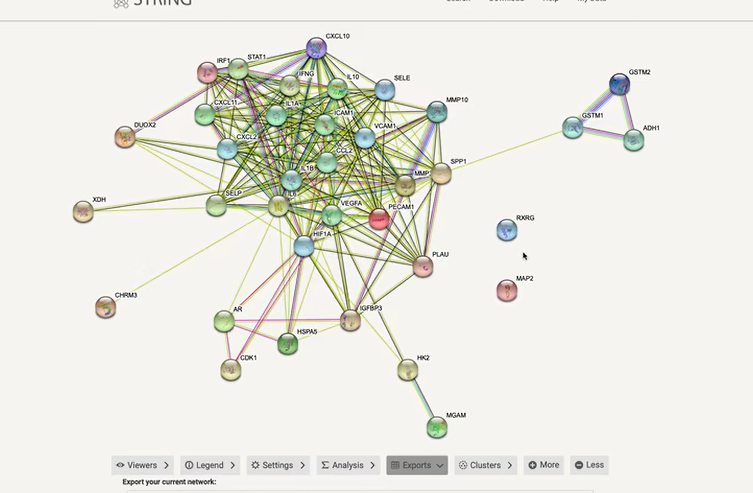 STRING
CXCL10
IRF1
STAT1
IFNG
IL10
SELE
GSTM2
CXCL11
IL1A
MMP10
ICAM1
GSTM1
DUOX2
CXCL2
VCAM1
ADH1
CCL2
SPP1
IL1B
MMP
XDH
SELP
IL6
VEGFA
PECAM1
RXRG
HIF1A
PLAU
MAP2
CHRM3
AR
IGFBP3
HSPA5
CDK1
HK2
MGAM
Viewers Legend Settings Analysis Exports Clusters More Less
Export your current network: